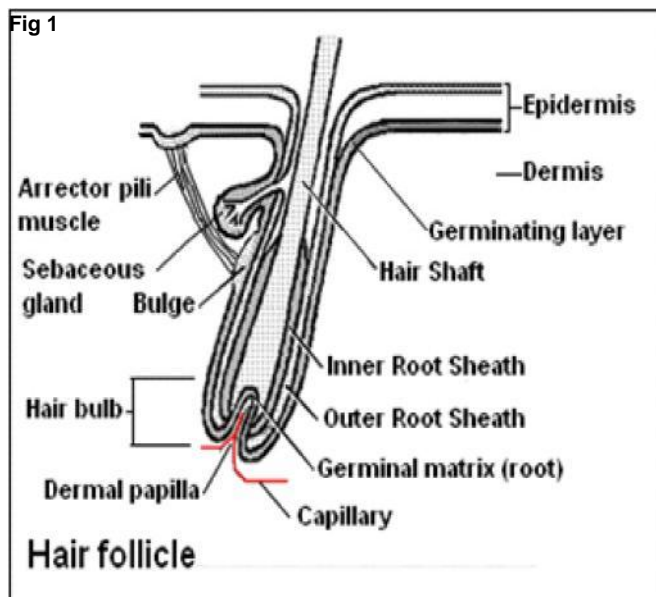 Fig 1
Epidermis
Dermis
Arrector pili
muscle
Germinating layer
Sebaceous
gland
Hair Shaft
Bulge
Inner Root Sheath
Hair bulb
Outer Root Sheath
Germinal matrix (root)
Dermal papilla
Capillary
Hair follicle